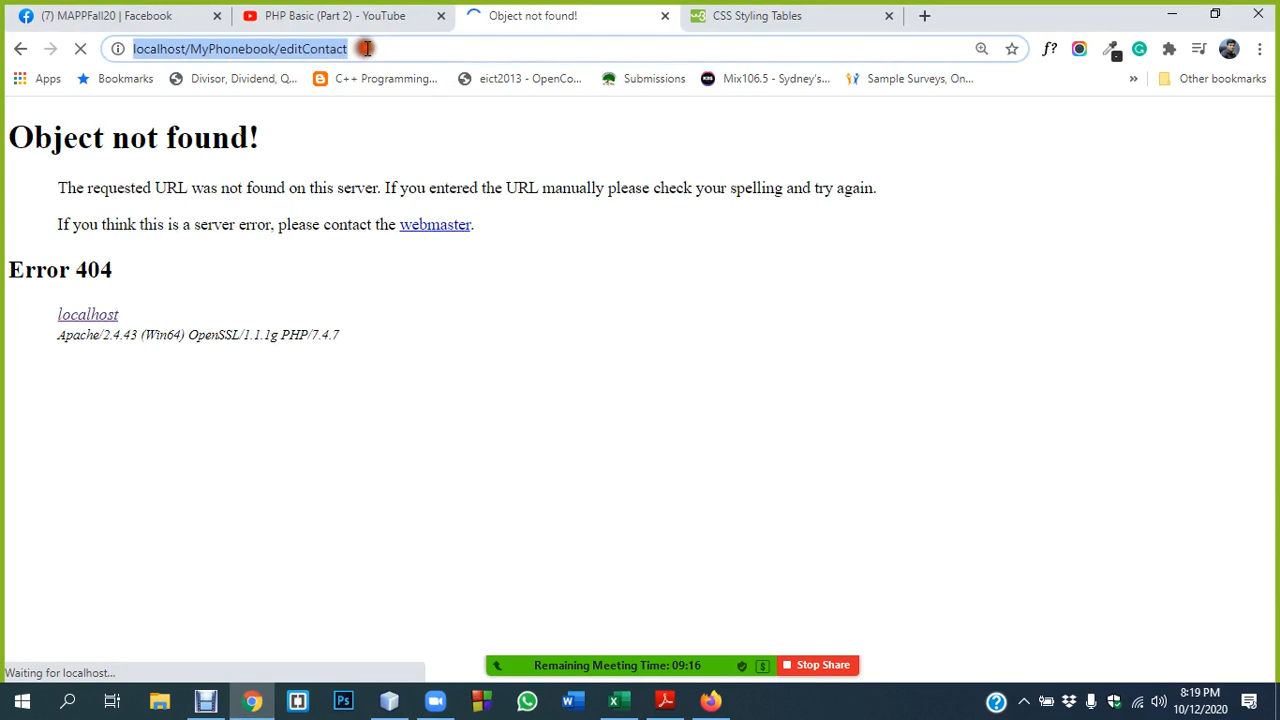 (7) MAPPFall20 | Facebook
PHP Basic (Part 2) - YouTube
Object not found!
CSS Styling Tables
localhost/MyPhonebook/editContact
f?
Apps
Bookmarks
Divisor, Dividend, Q...
C++ Programming...
eict2013 - OpenCo...
Submissions
Mix106.5 - Sydney's...
Sample Surveys, On...
»
Other bookmarks
Object not found!
The requested URL was not found on this server. If you entered the URL manually please check your spelling and try again.
If you think this is a server error, please contact the webmaster.
Error 404
localhost
Apache/2.4.43 (Win64) OpenSSL/1.1.1g PHP/7.4.7
Waiting for localhost...
Remaining Meeting Time: 09:16
$
Stop Share
8:19 PM
10/12/2020